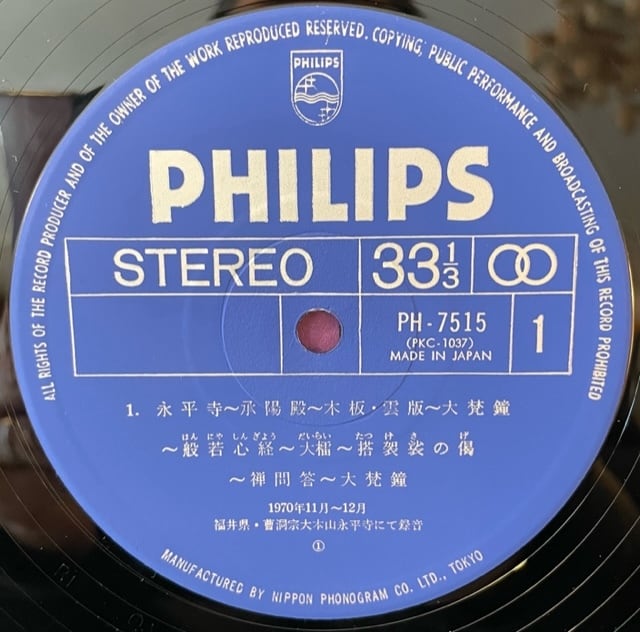 ALL RIGHTS OF THE RECORD PRODUCER AND OF THE OWNER OF THE WORK REPRODUCED RESERVED. COPYING, PUBLIC PERFORMANCE AND BROADCASTING OF THIS RECORD PROHIBITED
PHILIPS
PHILIPS
STEREO
33 1/3
PH-7515
(PKC-1037)
MADE IN JAPAN
1
1. 永平寺~承陽殿~木板・雲版~大梵鐘
はんにゃしんぎょう だいらい たつけさ げ
~般若心経~大擂~搭袈裟の偈
~禅問答~大梵鐘
1970年11月~12月
福井県・曹洞宗大本山永平寺にて録音
①
MANUFACTURED BY NIPPON PHONOGRAM CO. LTD., TOKYO